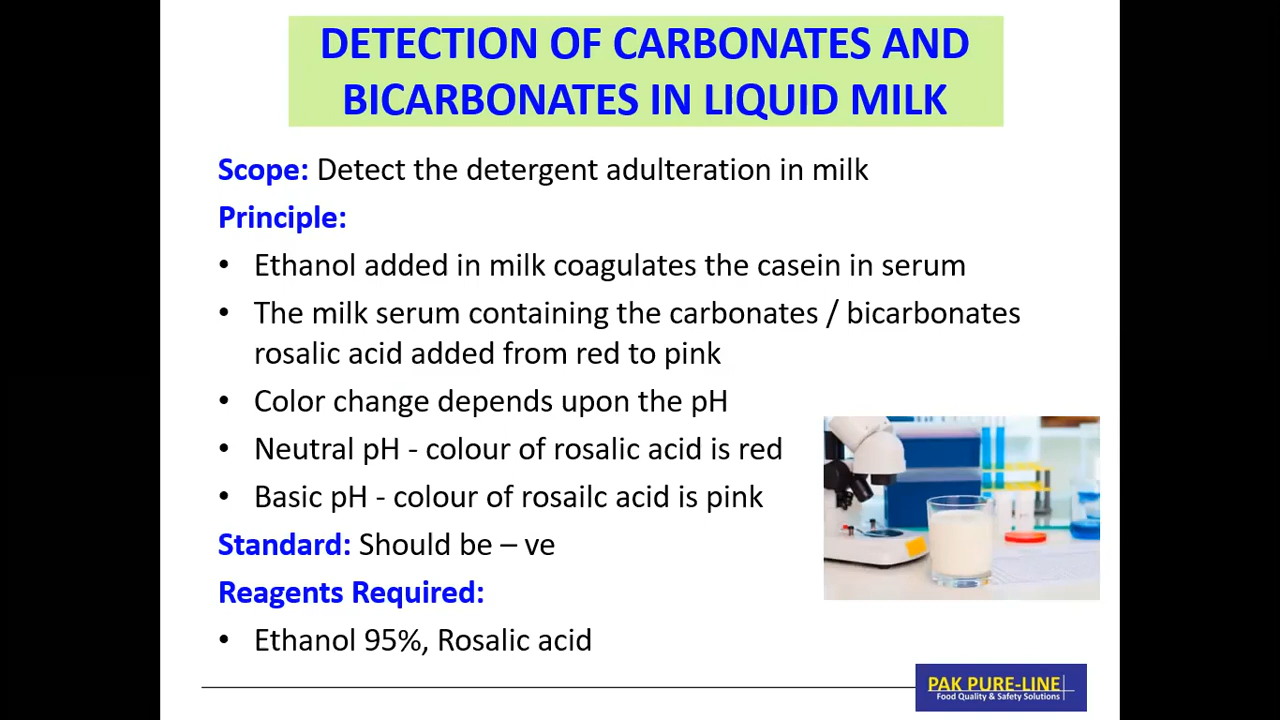 DETECTION OF CARBONATES AND
BICARBONATES IN LIQUID MILK
Scope: Detect the detergent adulteration in milk
Principle:
• Ethanol added in milk coagulates the casein in serum
• The milk serum containing the carbonates / bicarbonates
rosalic acid added from red to pink
• Color change depends upon the pH
• Neutral pH - colour of rosalic acid is red
• Basic pH - colour of rosailc acid is pink
Standard: Should be – ve
Reagents Required:
• Ethanol 95%, Rosalic acid
PAK PURE-LINE
Food Quality & Safety Solutions